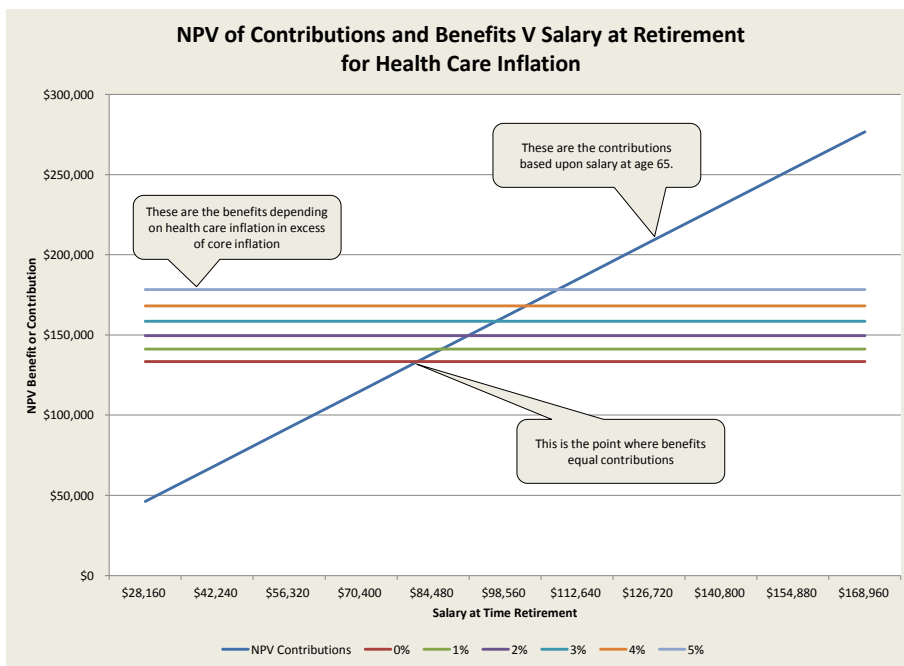 NPV of Contributions and Benefits V Salary at Retirement
for Health Care Inflation
$300,000
$250,000
$200,000
$150,000
$100,000
$50,000
$0
NPV Benefit or Contribution
These are the contributions
based upon salary at age 65.
These are the benefits depending
on health care inflation in excess
of core inflation
This is the point where benefits
equal contributions
$28,160 $42,240 $56,320 $70,400 $84,480 $98,560 $112,640 $126,720 $140,800 $154,880 $168,960
Salary at Time Retirement
NPV Contributions 0% 1% 2% 3% 4% 5%